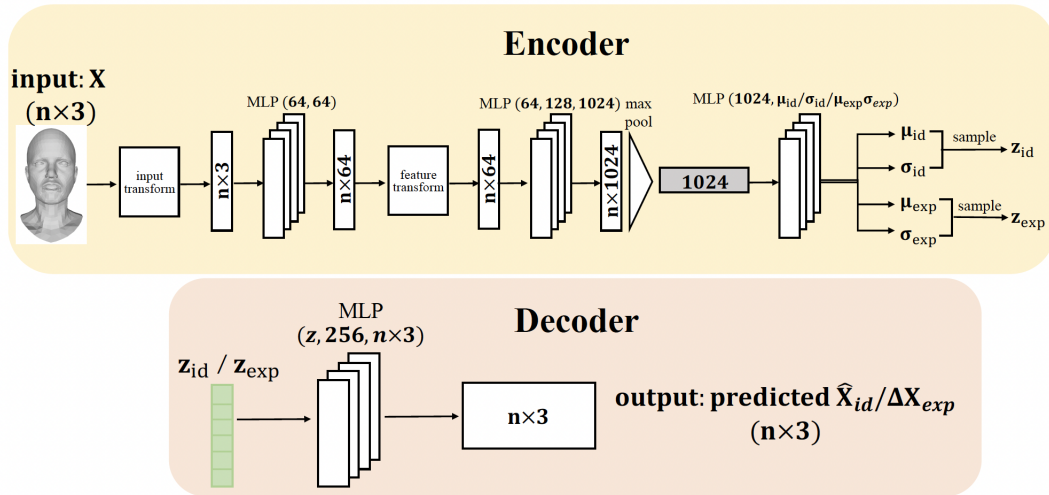 Encoder
input: X
(n×3)
input
transform
n×3
MLP (64, 64)
n×64
feature
transform
n×64
MLP (64, 128, 1024)
n×1024
max
pool
1024
MLP (1024, μid/σid/μexpσexp)
μid
σid
sample
zid
μexp
σexp
sample
zexp
Decoder
zid / zexp
MLP
(z, 256, n×3)
n×3
output: predicted X̂id/ΔXexp
(n×3)